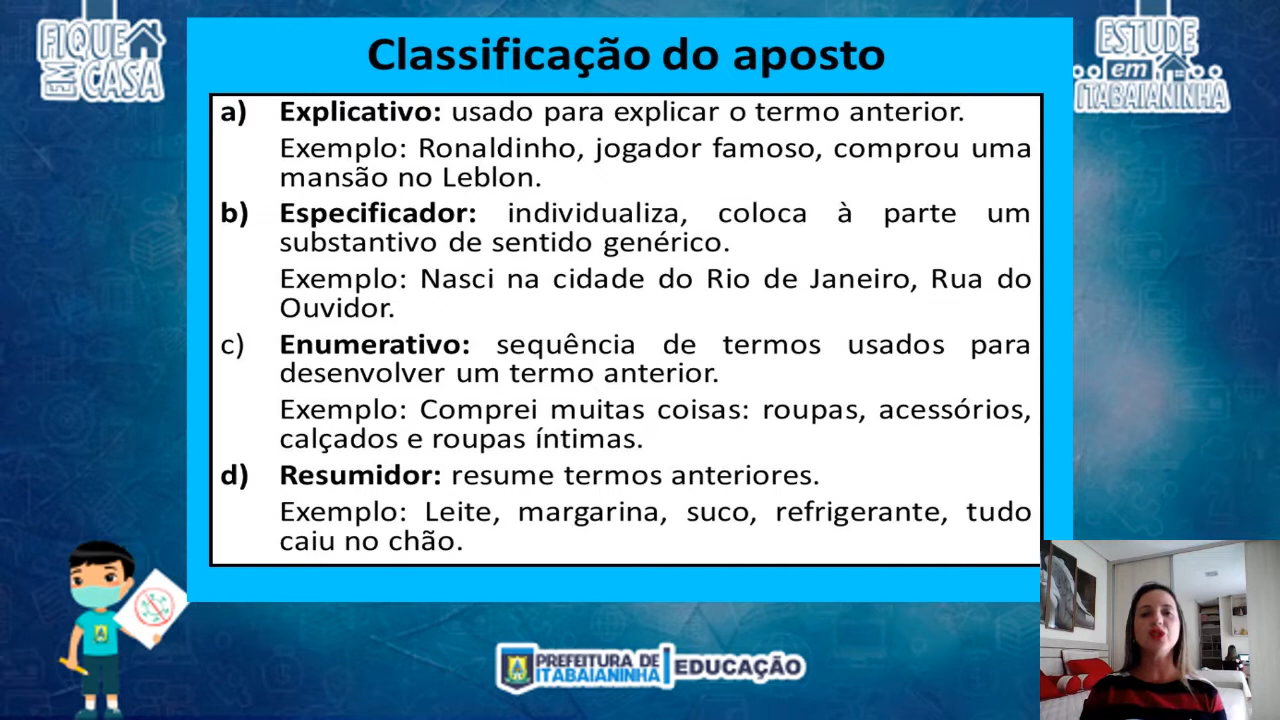 FIQUE
EM
CASA
ESTUDE
em
ITABAIANINHA
Classificação do aposto
a) Explicativo: usado para explicar o termo anterior.
Exemplo: Ronaldinho, jogador famoso, comprou uma
mansão no Leblon.
b) Especificador: individualiza, coloca à parte um
substantivo de sentido genérico.
Exemplo: Nasci na cidade do Rio de Janeiro, Rua do
Ouvidor.
c) Enumerativo: sequência de termos usados para
desenvolver um termo anterior.
Exemplo: Comprei muitas coisas: roupas, acessórios,
calçados e roupas íntimas.
d) Resumidor: resume termos anteriores.
Exemplo: Leite, margarina, suco, refrigerante, tudo
caiu no chão.
PREFEITURA DE
ITABAIANINHA
EDUCAÇÃO